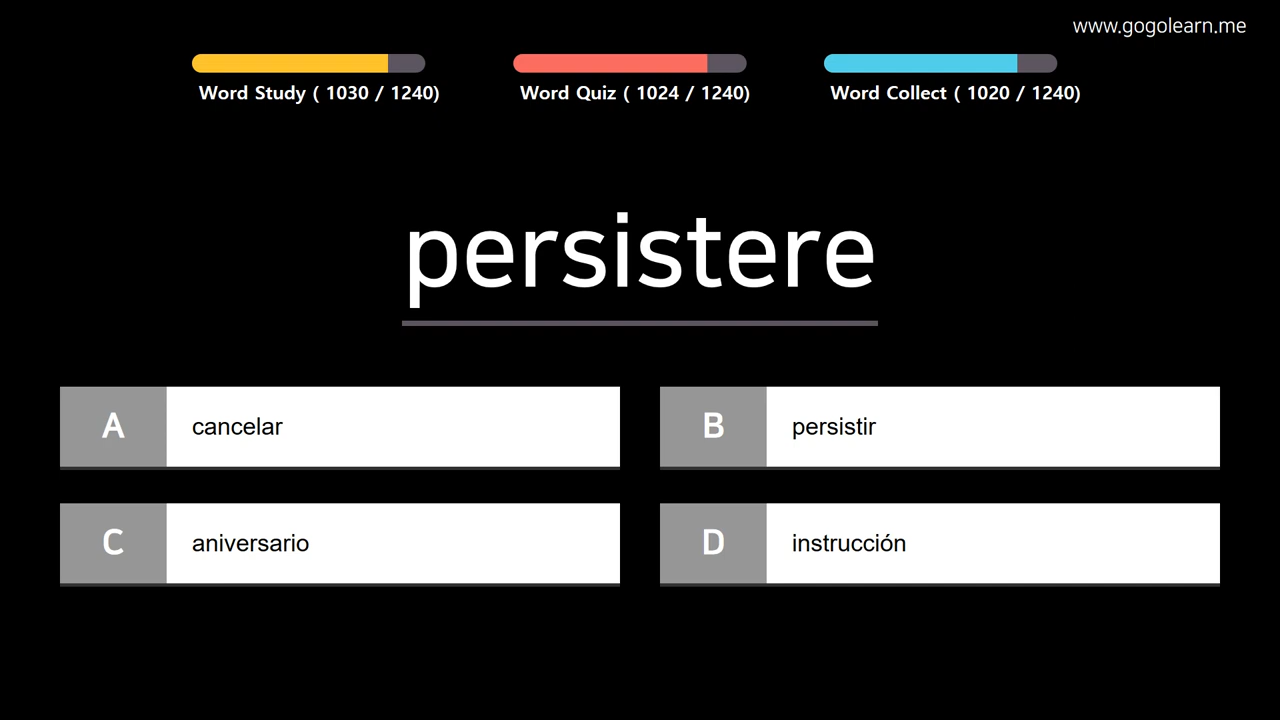 www.gogolearn.me
Word Study ( 1030 / 1240)
Word Quiz ( 1024 / 1240)
Word Collect ( 1020 / 1240)
persistere
A cancelar
B persistir
C aniversario
D instrucción